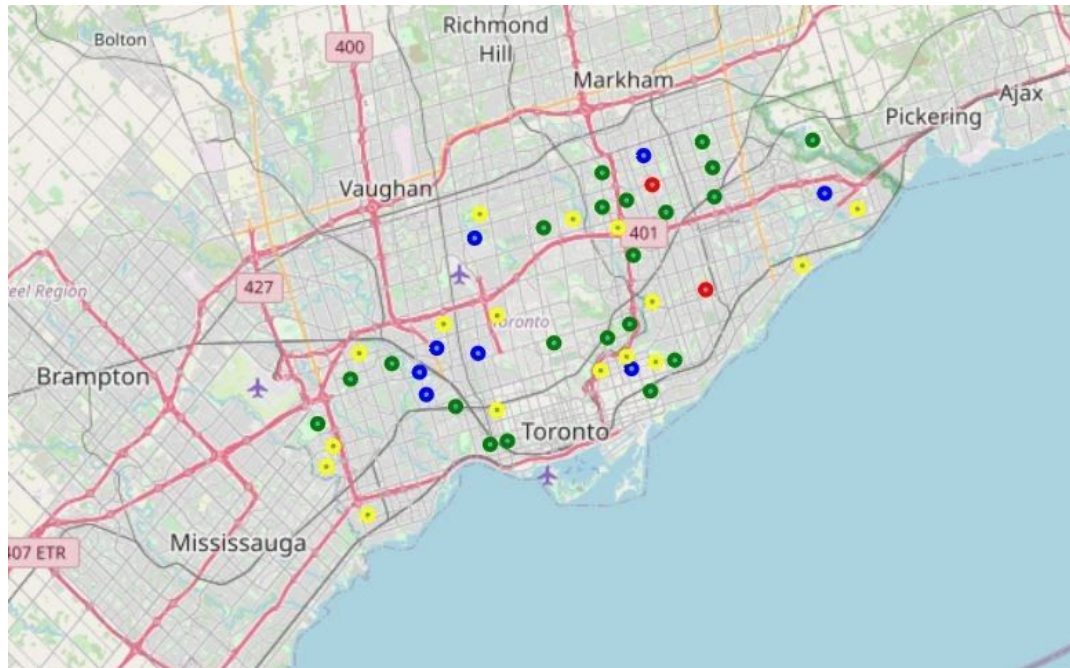 Bolton
400
Richmond
Hill
Markham
Ajax
Pickering
Vaughan
401
427
eel Region
Toronto
Brampton
Toronto
Mississauga
407 ETR